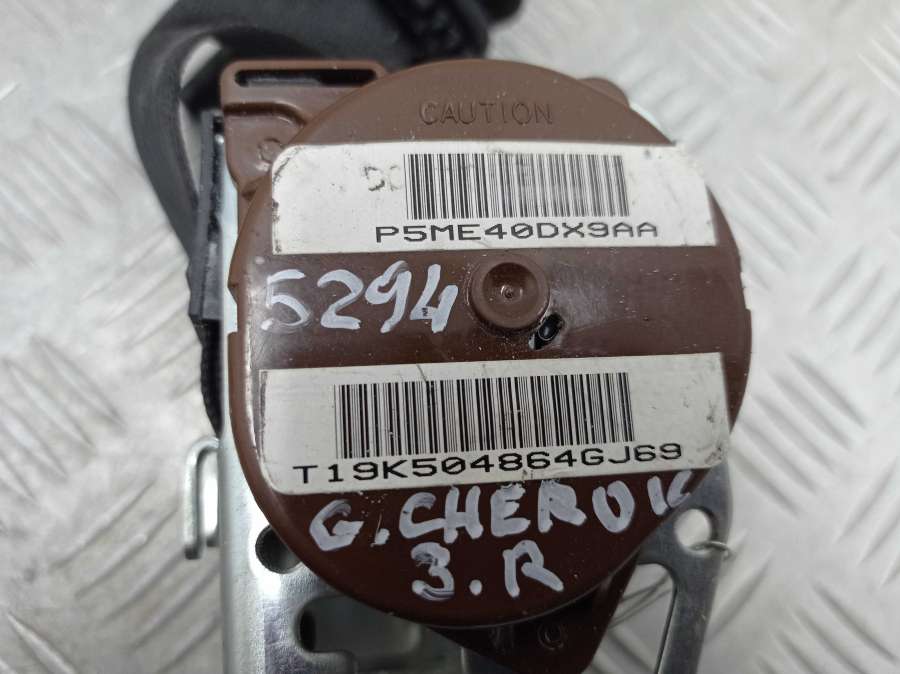 CAUTION
P5ME40DX9AA
5294
T19K504864GJ69
G.CHEROK
3.R